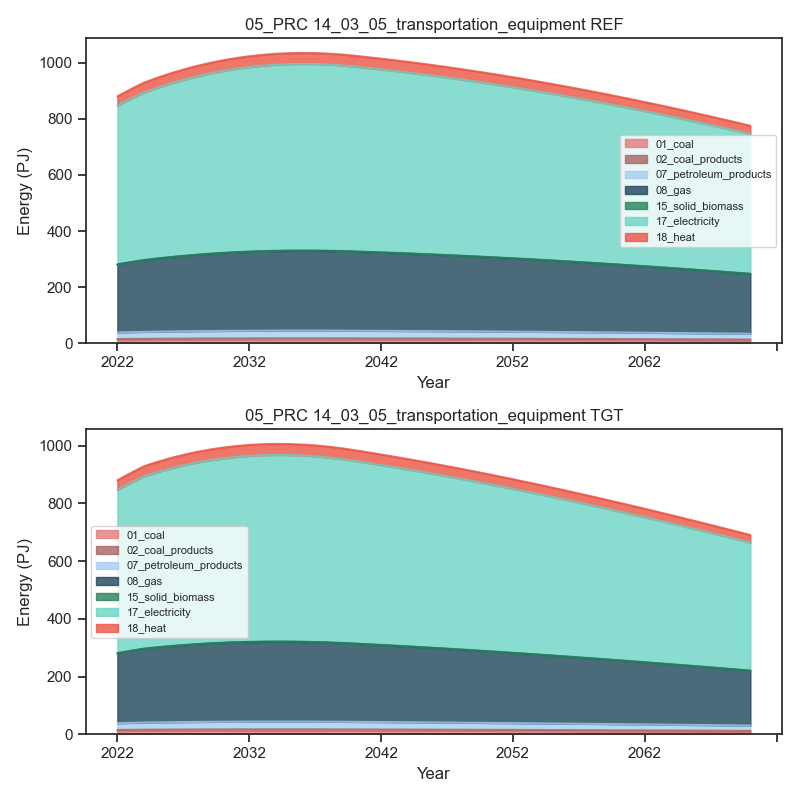 05_PRC 14_03_05_transportation_equipment REF
1000
800
600
400
200
0
Energy (PJ)
01_coal
02_coal_products
07_petroleum_products
08_gas
15_solid_biomass
17_electricity
18_heat
2022 2032 2042 2052 2062
Year
05_PRC 14_03_05_transportation_equipment TGT
1000
800
600
400
200
0
Energy (PJ)
01_coal
02_coal_products
07_petroleum_products
08_gas
15_solid_biomass
17_electricity
18_heat
2022 2032 2042 2052 2062
Year